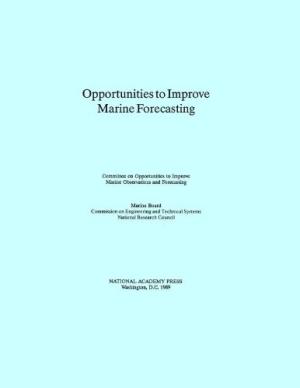 Opportunities to Improve
Marine Forecasting
Committee on Opportunities to Improve
Marine Observations and Forecasting
Marine Board
Commission on Engineering and Technical Systems
National Research Council
NATIONAL ACADEMY PRESS
Washington, D.C. 1989